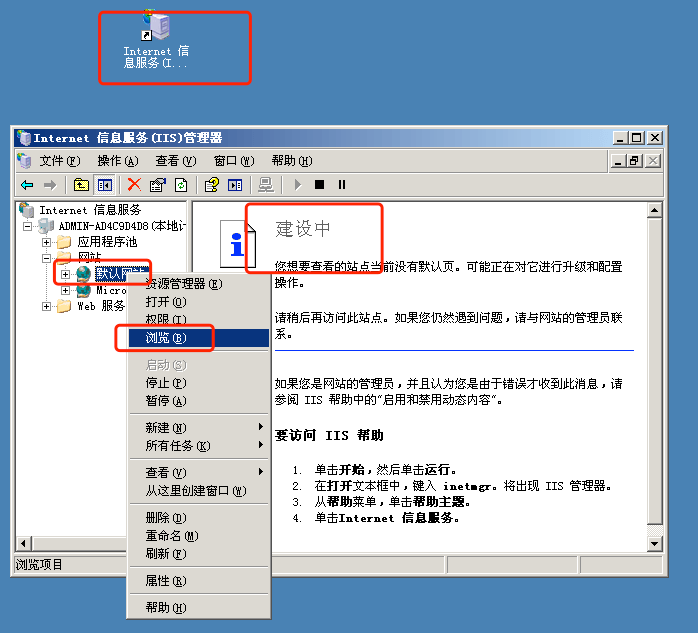 Internet 信
息服务(I...
Internet 信息服务(IIS)管理器
文件(F) 操作(A) 查看(V) 窗口(W) 帮助(H)
Internet 信息服务
ADMIN-AD4C9D4D8(本地计
应用程序池
网站
默认网站
Micro
Web 服务
资源管理器(E)
打开(O)
权限(I)
浏览(B)
启动(S)
停止(P)
暂停(A)
新建(N)
所有任务(K)
查看(V)
从这里创建窗口(W)
删除(D)
重命名(M)
刷新(F)
属性(R)
帮助(H)
建设中
您想要查看的站点当前没有默认页。可能正在对它进行升级和配置
操作。
请稍后再访问此站点。如果您仍然遇到问题,请与网站的管理员联
系。
如果您是网站的管理员,并且认为您是由于错误才收到此消息,请
参阅 IIS 帮助中的"启用和禁用动态内容"。
要访问 IIS 帮助
1. 单击开始,然后单击运行。
2. 在打开文本框中,键入 inetmgr。将出现 IIS 管理器。
3. 从帮助菜单,单击帮助主题。
4. 单击Internet 信息服务。
浏览项目